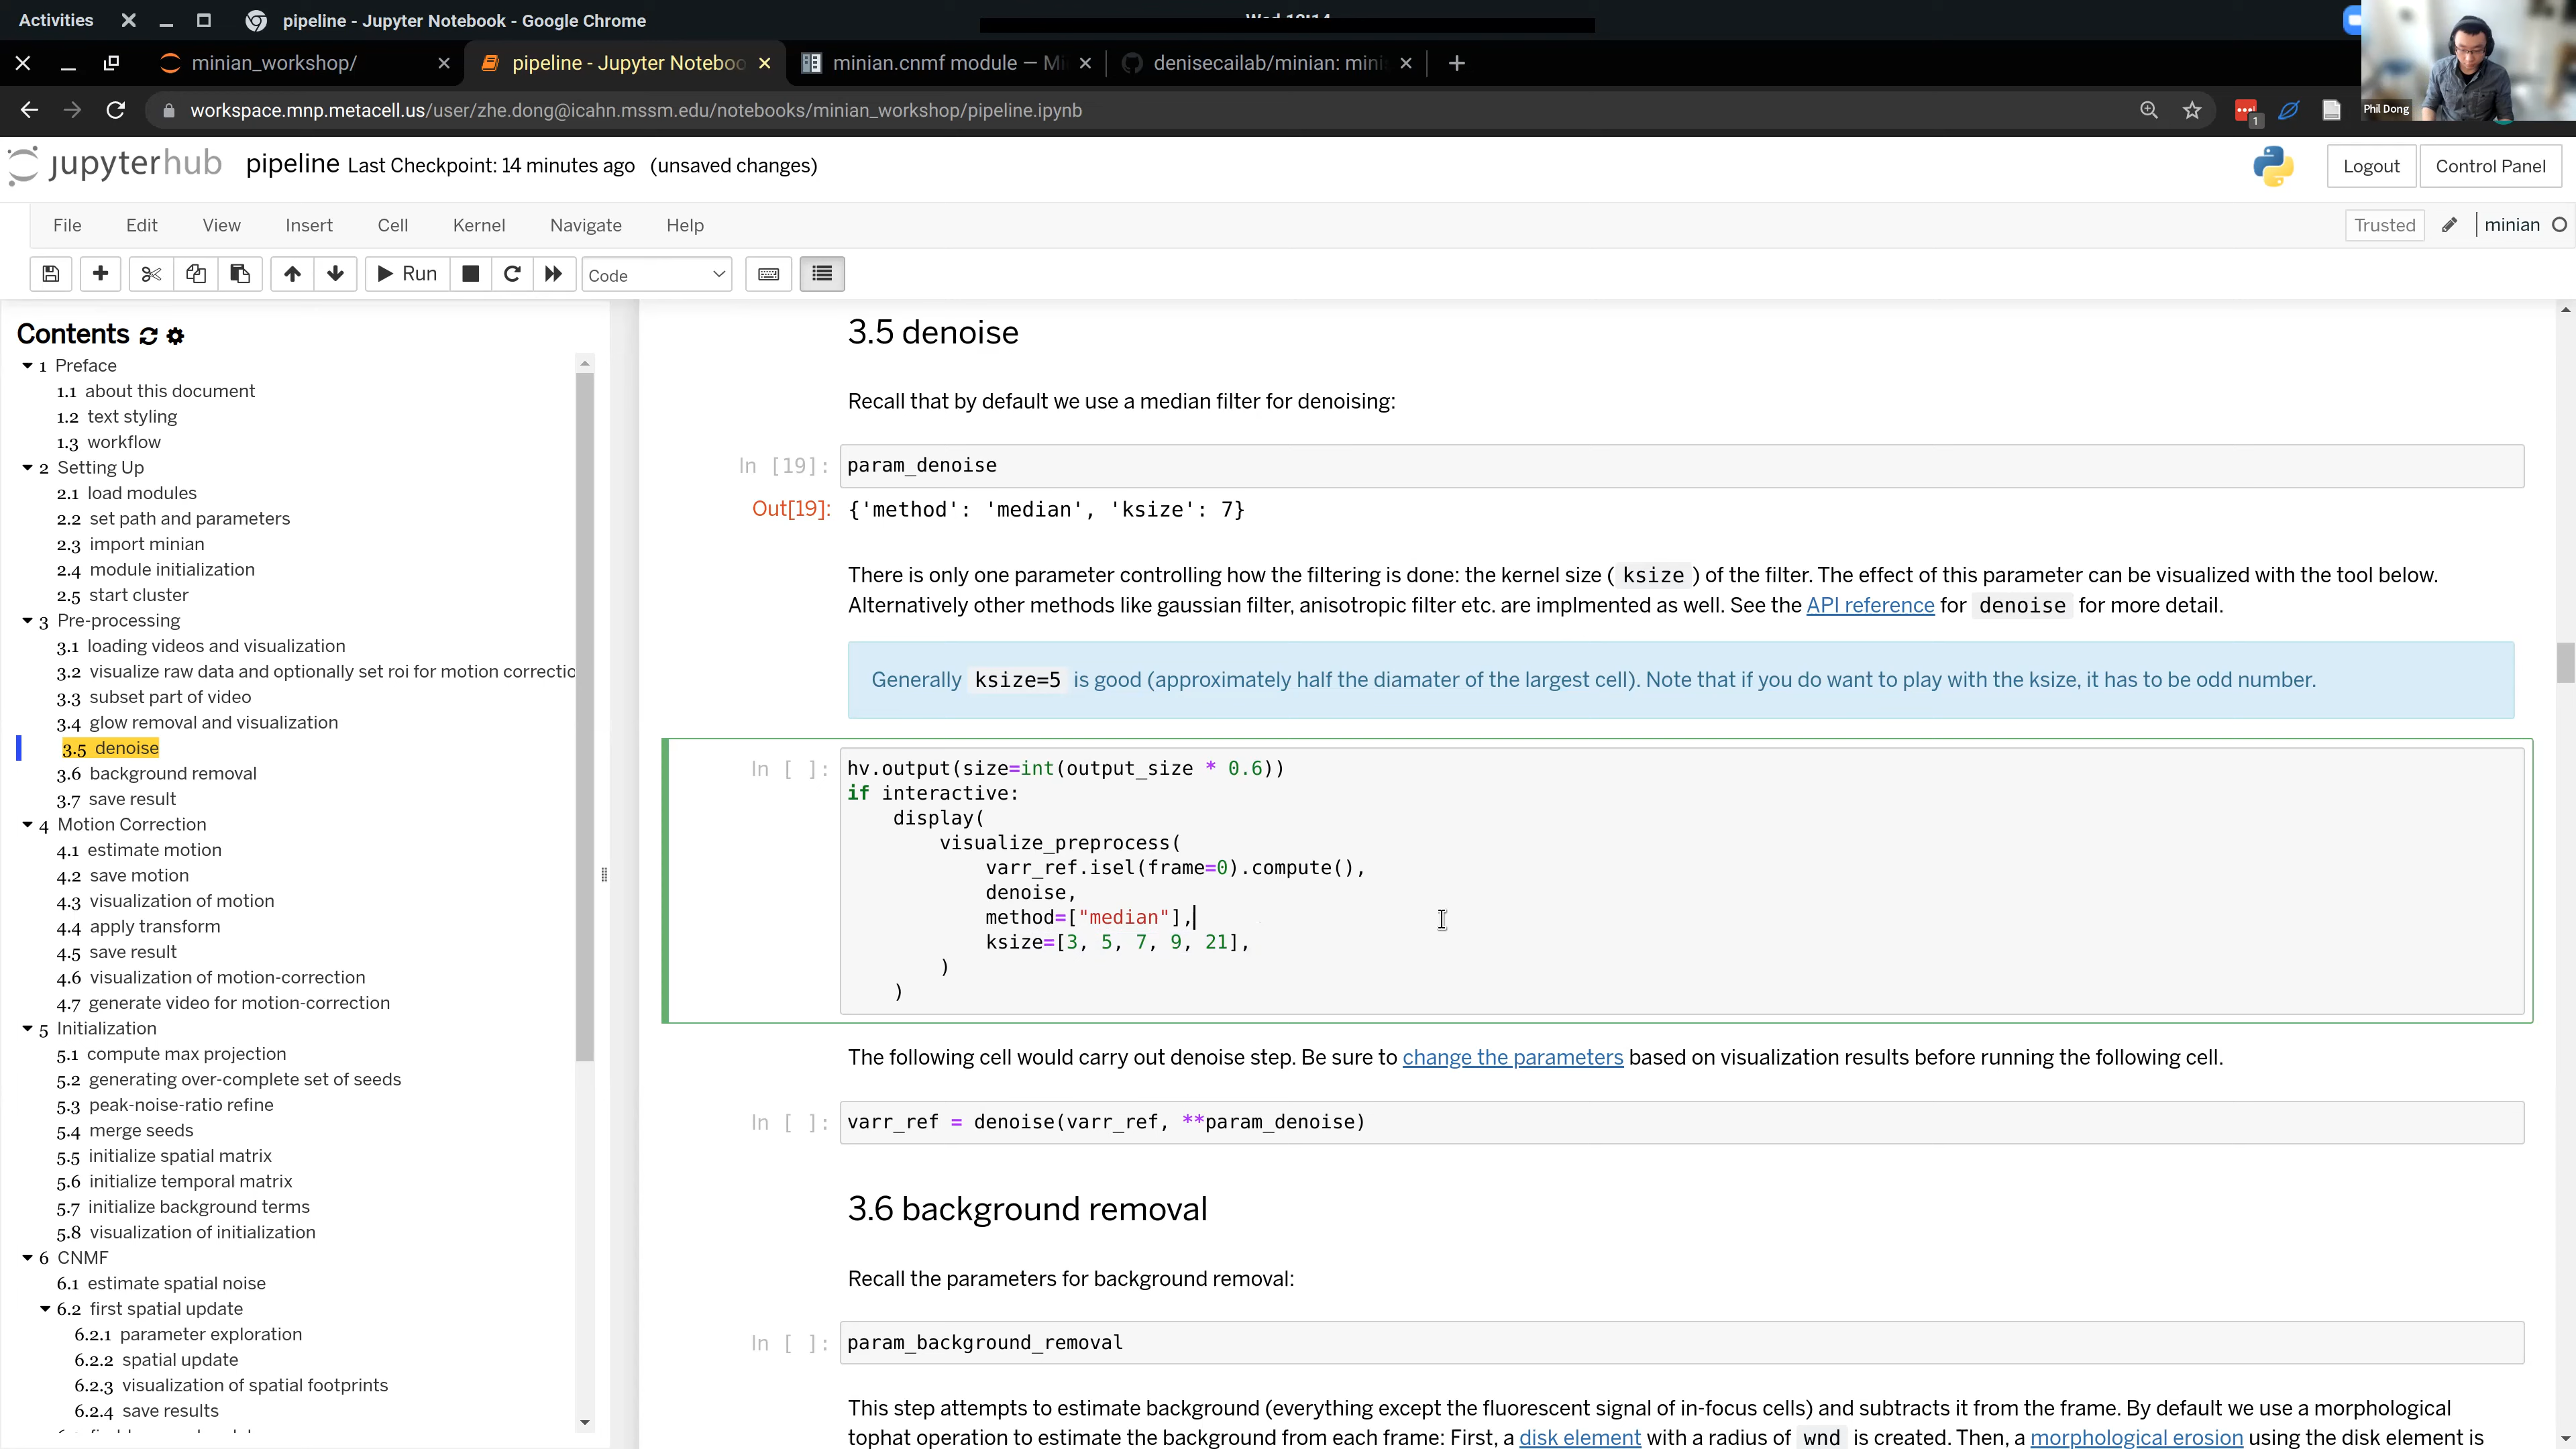 Activities
pipeline - Jupyter Notebook - Google Chrome
minian_workshop/
pipeline - Jupyter Noteboo
minian.cnmf module — Mi
denisecailab/minian: mini
workspace.mnp.metacell.us/user/zhe.dong@icahn.mssm.edu/notebooks/minian_workshop/pipeline.ipynb
1
Phil Dong
jupyterhub pipeline Last Checkpoint: 14 minutes ago (unsaved changes)
Logout
Control Panel
File Edit View Insert Cell Kernel Navigate Help
Trusted
minian
Run
Code
Contents
1 Preface
1.1 about this document
1.2 text styling
1.3 workflow
2 Setting Up
2.1 load modules
2.2 set path and parameters
2.3 import minian
2.4 module initialization
2.5 start cluster
3 Pre-processing
3.1 loading videos and visualization
3.2 visualize raw data and optionally set roi for motion correctio
3.3 subset part of video
3.4 glow removal and visualization
3.5 denoise
3.6 background removal
3.7 save result
4 Motion Correction
4.1 estimate motion
4.2 save motion
4.3 visualization of motion
4.4 apply transform
4.5 save result
4.6 visualization of motion-correction
4.7 generate video for motion-correction
5 Initialization
5.1 compute max projection
5.2 generating over-complete set of seeds
5.3 peak-noise-ratio refine
5.4 merge seeds
5.5 initialize spatial matrix
5.6 initialize temporal matrix
5.7 initialize background terms
5.8 visualization of initialization
6 CNMF
6.1 estimate spatial noise
6.2 first spatial update
6.2.1 parameter exploration
6.2.2 spatial update
6.2.3 visualization of spatial footprints
6.2.4 save results
3.5 denoise
Recall that by default we use a median filter for denoising:
In [19]: param_denoise
Out[19]: {'method': 'median', 'ksize': 7}
There is only one parameter controlling how the filtering is done: the kernel size ( ksize ) of the filter. The effect of this parameter can be visualized with the tool below.
Alternatively other methods like gaussian filter, anisotropic filter etc. are implmented as well. See the API reference for denoise for more detail.
Generally ksize=5 is good (approximately half the diamater of the largest cell). Note that if you do want to play with the ksize, it has to be odd number.
In [ ]: hv.output(size=int(output_size * 0.6))
if interactive:
display(
visualize_preprocess(
varr_ref.isel(frame=0).compute(),
denoise,
method=["median"],
ksize=[3, 5, 7, 9, 21],
)
)
The following cell would carry out denoise step. Be sure to change the parameters based on visualization results before running the following cell.
In [ ]: varr_ref = denoise(varr_ref, **param_denoise)
3.6 background removal
Recall the parameters for background removal:
In [ ]: param_background_removal
This step attempts to estimate background (everything except the fluorescent signal of in-focus cells) and subtracts it from the frame. By default we use a morphological
tophat operation to estimate the background from each frame: First, a disk element with a radius of wnd is created. Then, a morphological erosion using the disk element is